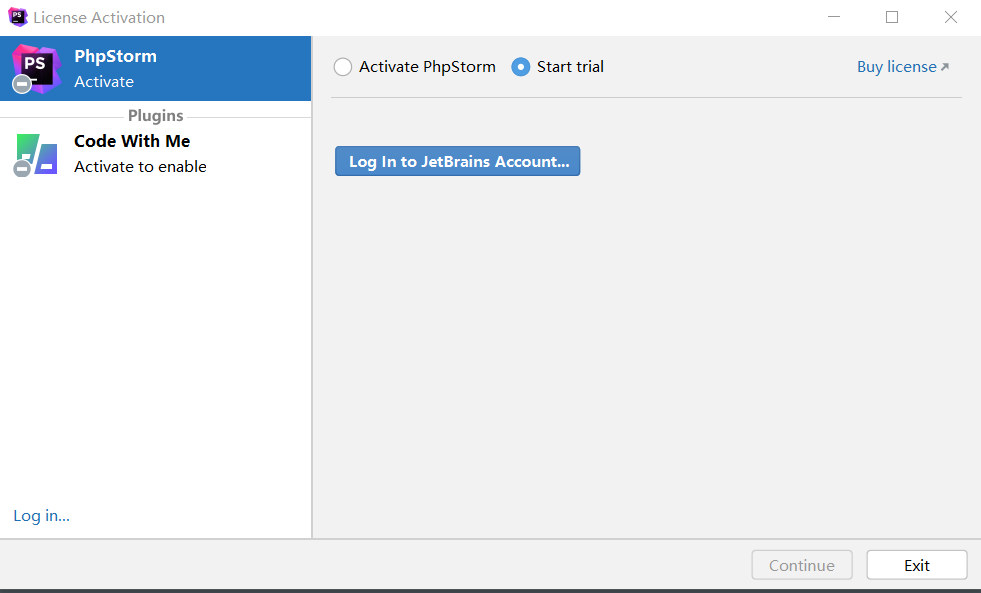 License Activation
PhpStorm
Activate
Plugins
Code With Me
Activate to enable
Log in...
Activate PhpStorm
Start trial
Buy license
Log In to JetBrains Account...
Continue
Exit
PS
PS